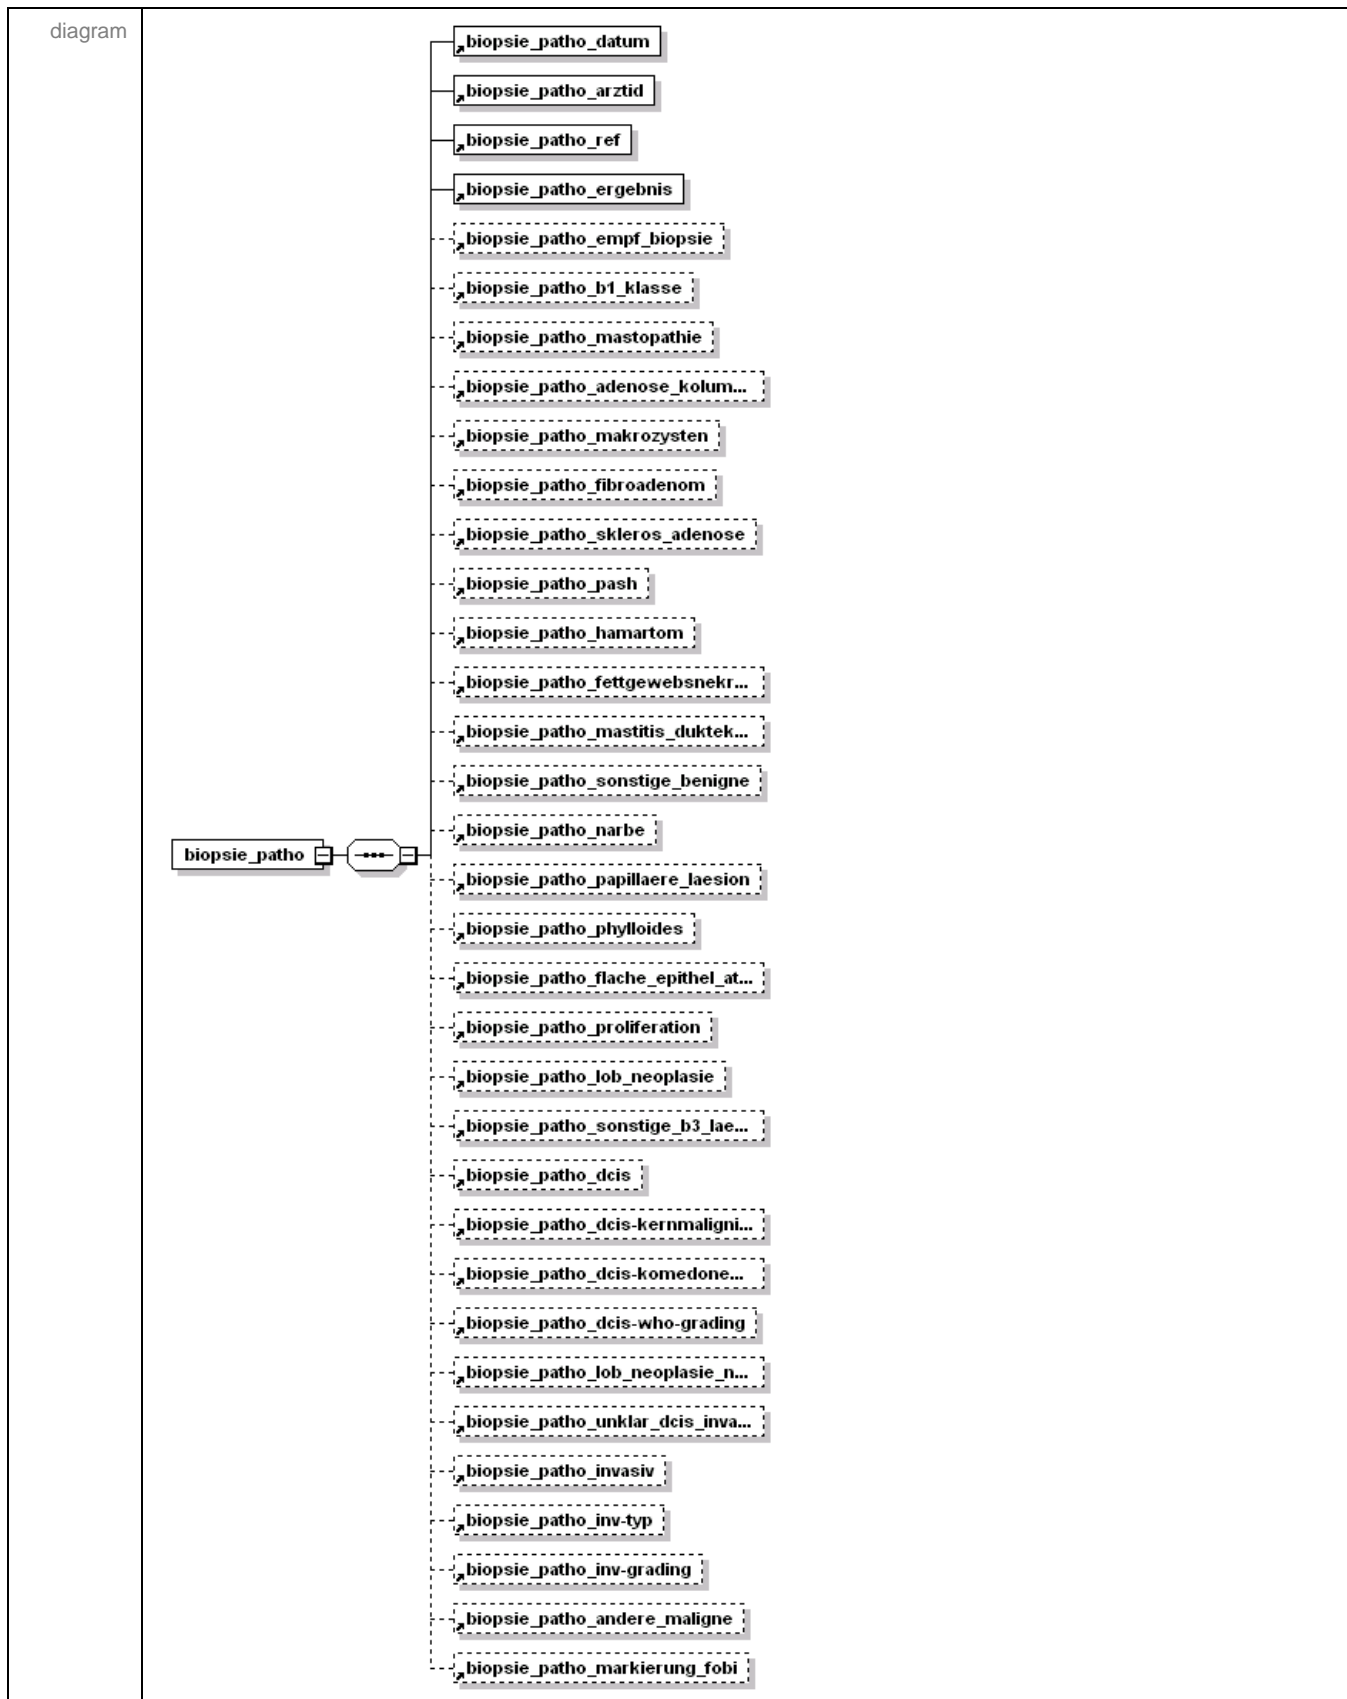 diagram
biopsie_patho_datum
biopsie_patho_arztid
biopsie_patho_ref
biopsie_patho_ergebnis
biopsie_patho_empf_biopsie
biopsie_patho_b1_klasse
biopsie_patho_mastopathie
biopsie_patho_adenose_kolum...
biopsie_patho_makrozysten
biopsie_patho_fibroadenom
biopsie_patho_skleros_adenose
biopsie_patho_pash
biopsie_patho_hamartom
biopsie_patho_fettgewebsnekr...
biopsie_patho_mastitis_duktek...
biopsie_patho_sonstige_benigne
biopsie_patho_narbe
biopsie_patho
biopsie_patho_papillaere_laesion
biopsie_patho_phylloides
biopsie_patho_flache_epithel_at...
biopsie_patho_proliferation
biopsie_patho_lob_neoplasie
biopsie_patho_sonstige_b3_lae...
biopsie_patho_dcis
biopsie_patho_dcis-kernmaligni...
biopsie_patho_dcis-komedone...
biopsie_patho_dcis-who-grading
biopsie_patho_lob_neoplasie_n...
biopsie_patho_unklar_dcis_inva...
biopsie_patho_invasiv
biopsie_patho_inv-typ
biopsie_patho_inv-grading
biopsie_patho_andere_maligne
biopsie_patho_markierung_fobi